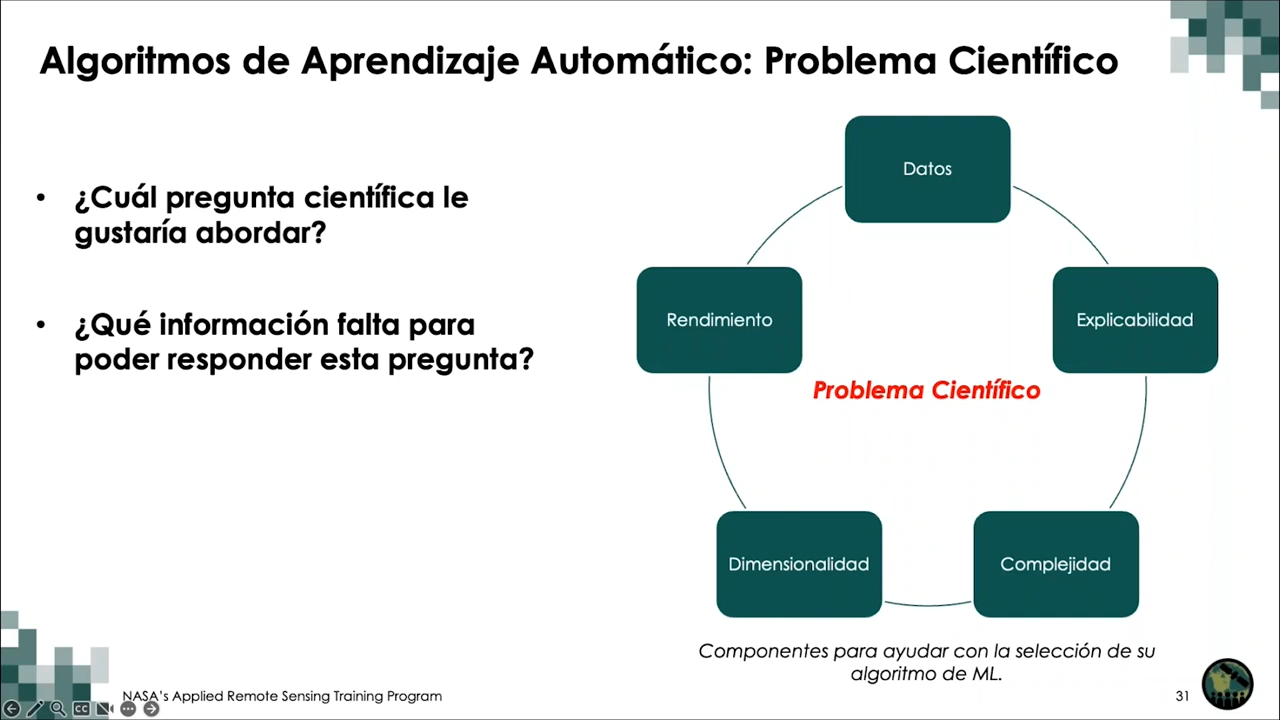 Algoritmos de Aprendizaje Automático: Problema Científico
• ¿Cuál pregunta científica le
gustaría abordar?
• ¿Qué información falta para
poder responder esta pregunta?
Datos
Rendimiento
Explicabilidad
Problema Científico
Dimensionalidad
Complejidad
Componentes para ayudar con la selección de su
algoritmo de ML.
NASA's Applied Remote Sensing Training Program
31
CC